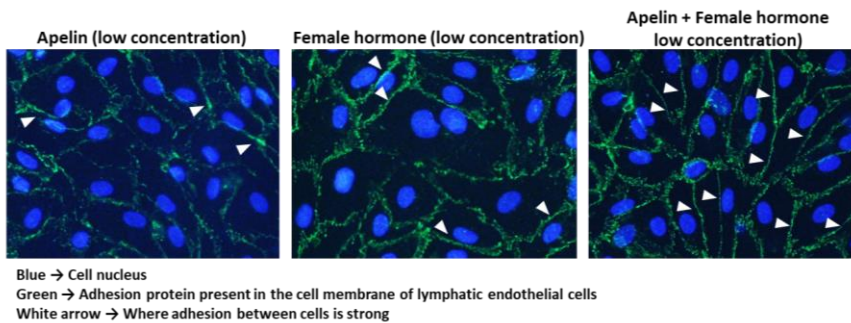 Apelin (low concentration)
Female hormone (low concentration)
Apelin + Female hormone
low concentration)
Blue → Cell nucleus
Green → Adhesion protein present in the cell membrane of lymphatic endothelial cells
White arrow → Where adhesion between cells is strong